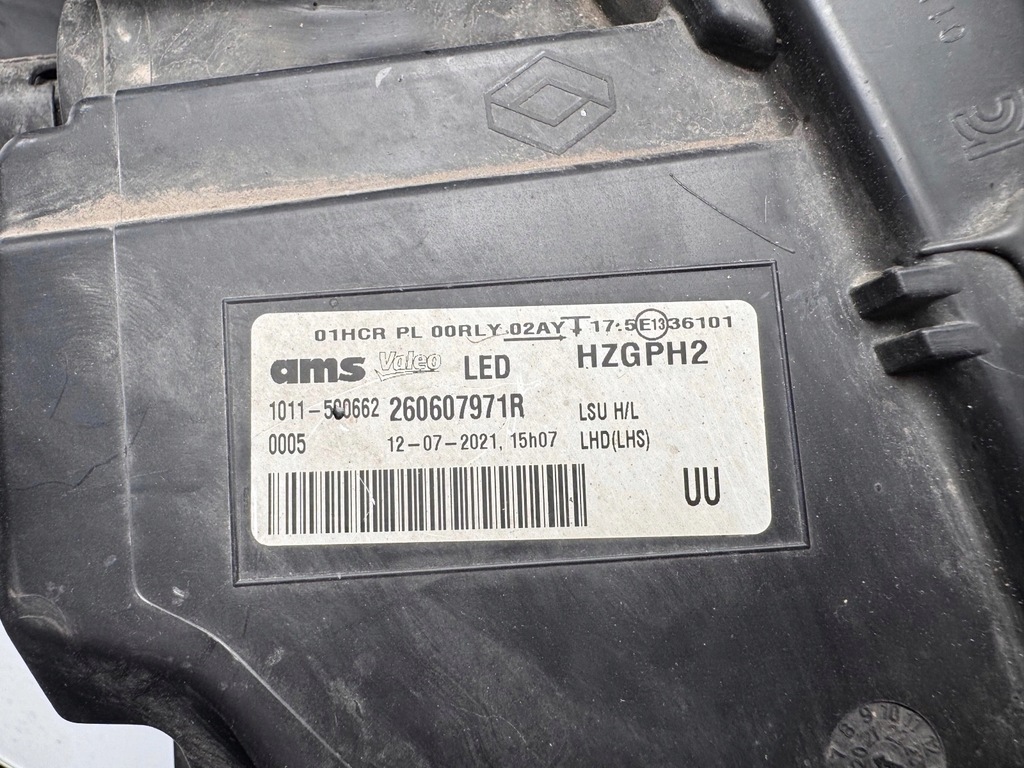 01HCR PL 00RLY 02AY 17.5 E13 36101
ams Valeo LED HZGPH2
260607971R LSU H/L
0005 12-07-2021, 15h07 LHD(LHS)
UU